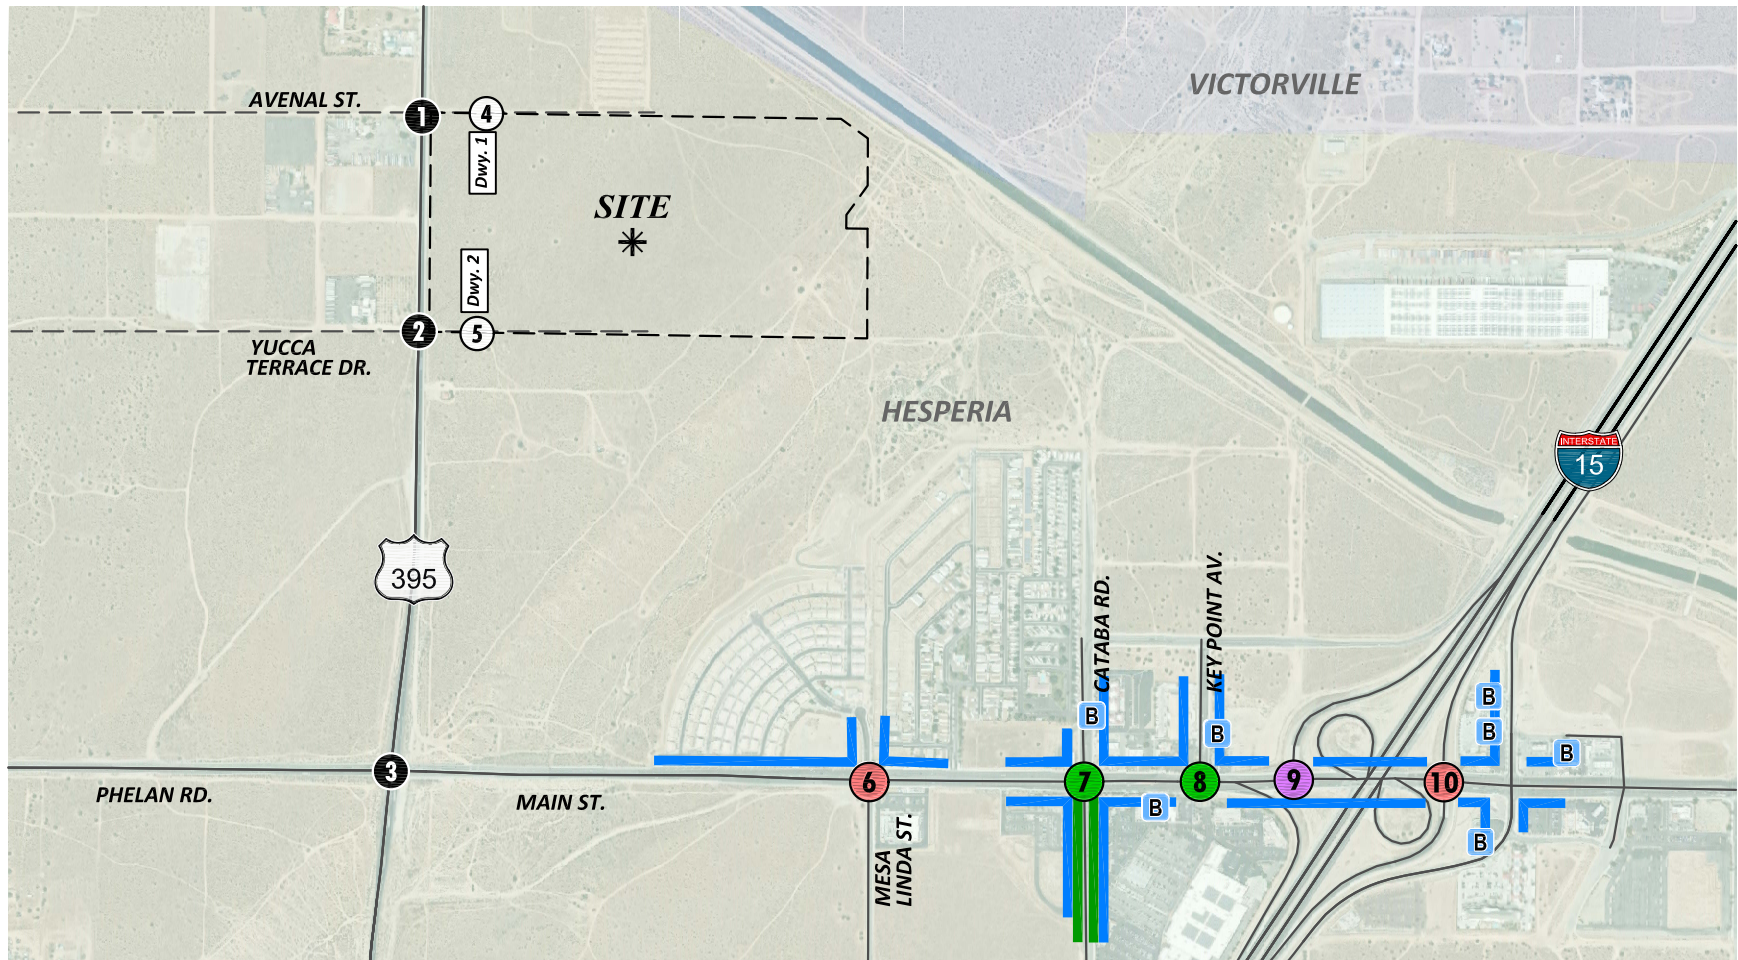 VICTORVILLE
AVENAL ST.
1
4
Dwy. 1
SITE
Dwy. 2
2
5
YUCCA
TERRACE DR.
HESPERIA
INTERSTATE
15
395
CATABA RD.
KEY POINT AV.
B
B
B
B
B
3
6
7
8
9
10
PHELAN RD.
MAIN ST.
B
B
MESA
LINDA ST.